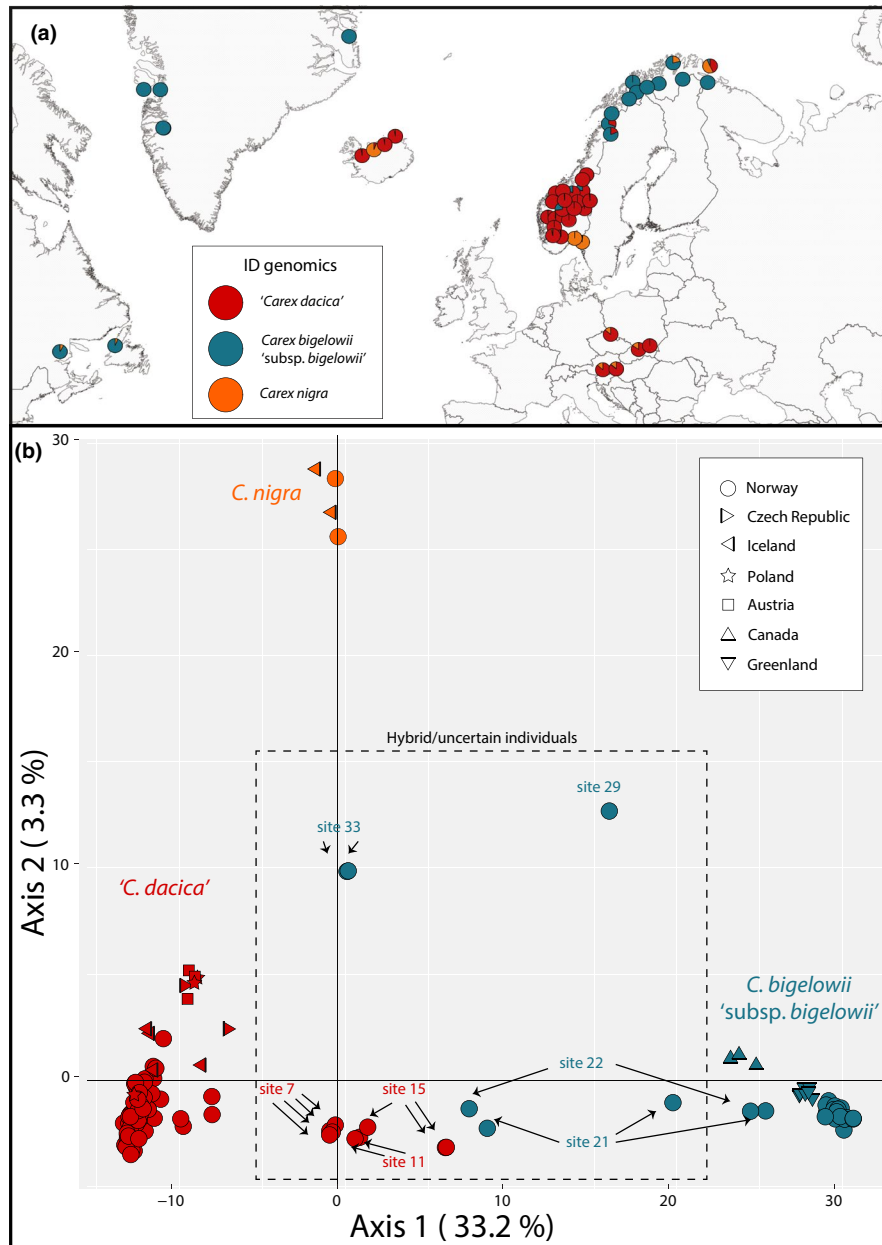 (a)
ID genomics
'Carex dacica'
Carex bigelowii
'subsp. bigelowii'
Carex nigra
(b)
30
20
10
0
Axis 2 ( 3.3 %)
C. nigra
Norway
Czech Republic
Iceland
Poland
Austria
Canada
Greenland
Hybrid/uncertain individuals
site 29
site 33
'C. dacica'
C. bigelowii
'subsp. bigelowii'
site 22
site 7
site 15
site 21
site 11
−10
0
10
20
30
Axis 1 ( 33.2 %)